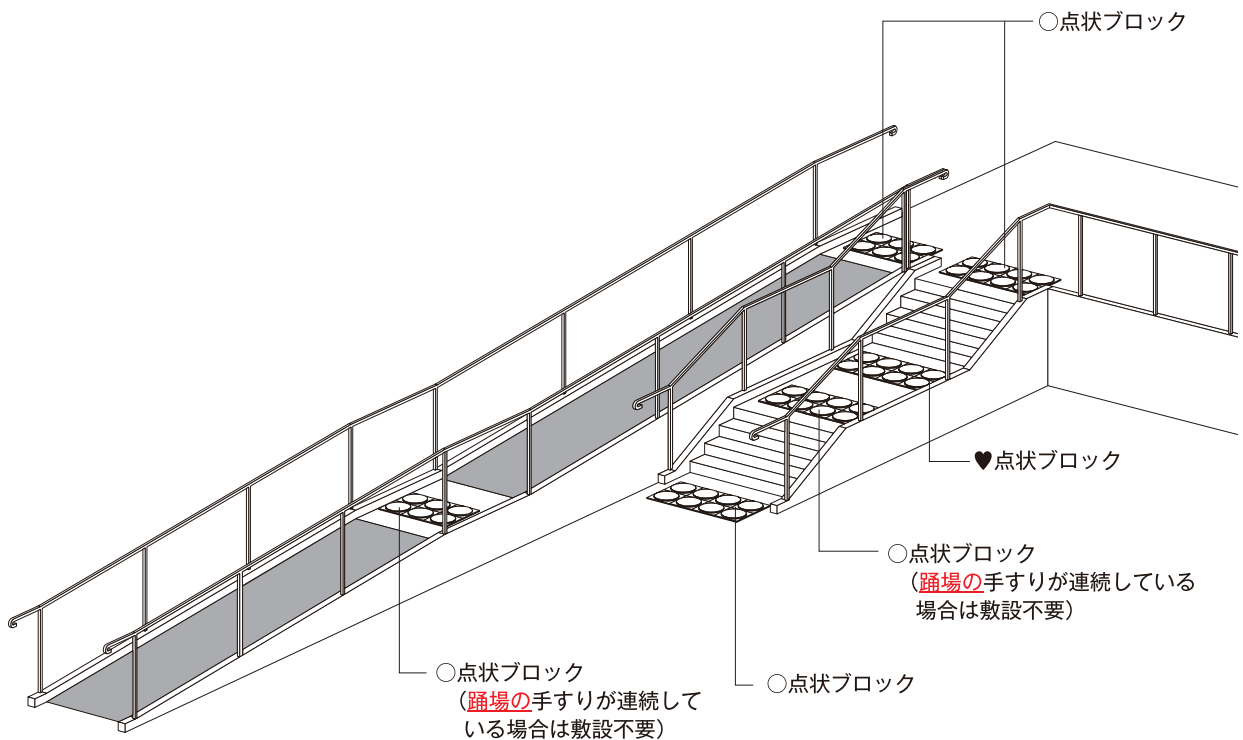 ○点状ブロック
♥点状ブロック
○点状ブロック
（踊場の手すりが連続している
場合は敷設不要）
○点状ブロック
（踊場の手すりが連続して
いる場合は敷設不要）
○点状ブロック